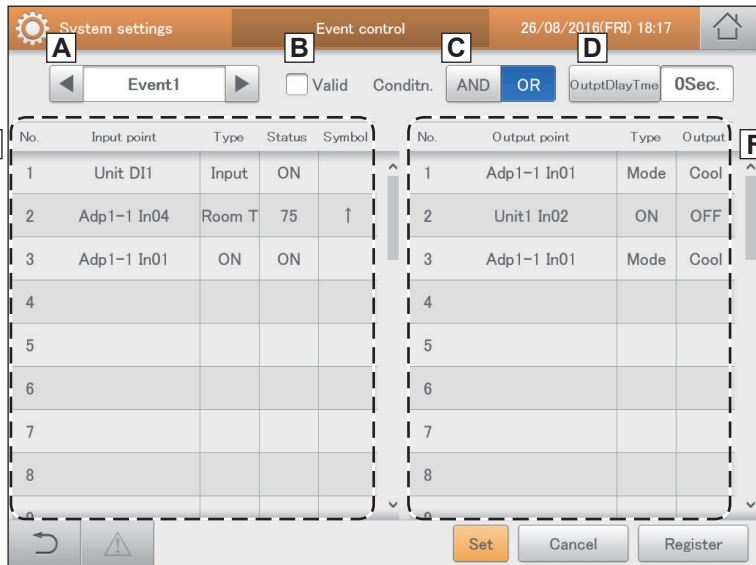 System settings Event control 26/08/2016(FRI) 18:17
A B C D
Event1 Valid Conditn. AND OR OutptDlayTme 0Sec.
No. Input point Type Status Symbol No. Output point Type Output F
1 Unit DI1 Input ON 1 Adp1-1 In01 Mode Cool
2 Adp1-1 In04 Room T 75 ↑ 2 Unit1 In02 ON OFF
3 Adp1-1 In01 ON ON 3 Adp1-1 In01 Mode Cool
4 4
5 5
6 6
7 7
8 8
9 9
Set Cancel Register